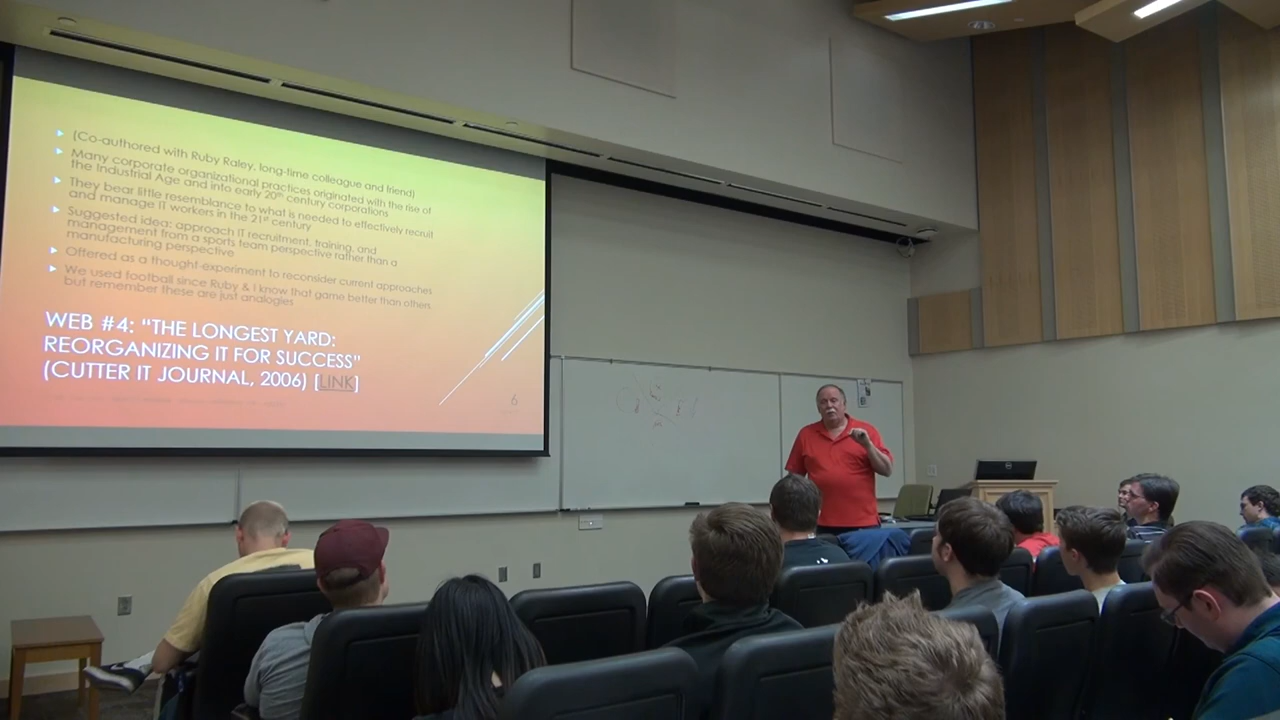 (Co-authored with Ruby Raley, long-time colleague and friend)
Many corporate organizational practices originated with the rise of
the Industrial Age and into early 20th century corporations
They bear little resemblance to what is needed to effectively recruit
and manage IT workers in the 21st century
Suggested idea: approach IT recruitment, training, and
management from a sports team perspective rather than a
manufacturing perspective
Offered as a thought-experiment to reconsider current approaches
We used football since Ruby & I know that game better than others,
but remember these are just analogies
WEB #4: "THE LONGEST YARD:
REORGANIZING IT FOR SUCCESS"
(CUTTER IT JOURNAL, 2006) [LINK]
6